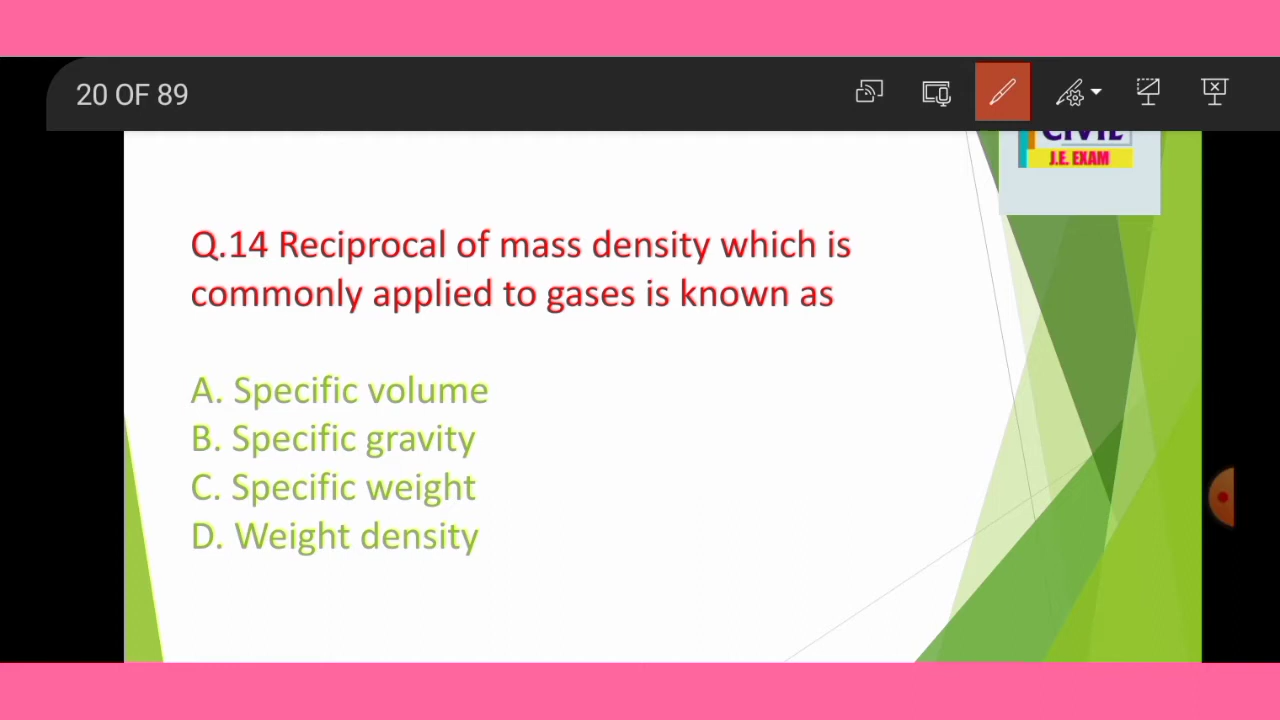 20 OF 89
CIVIL
J.E. EXAM
Q.14 Reciprocal of mass density which is
commonly applied to gases is known as
A. Specific volume
B. Specific gravity
C. Specific weight
D. Weight density